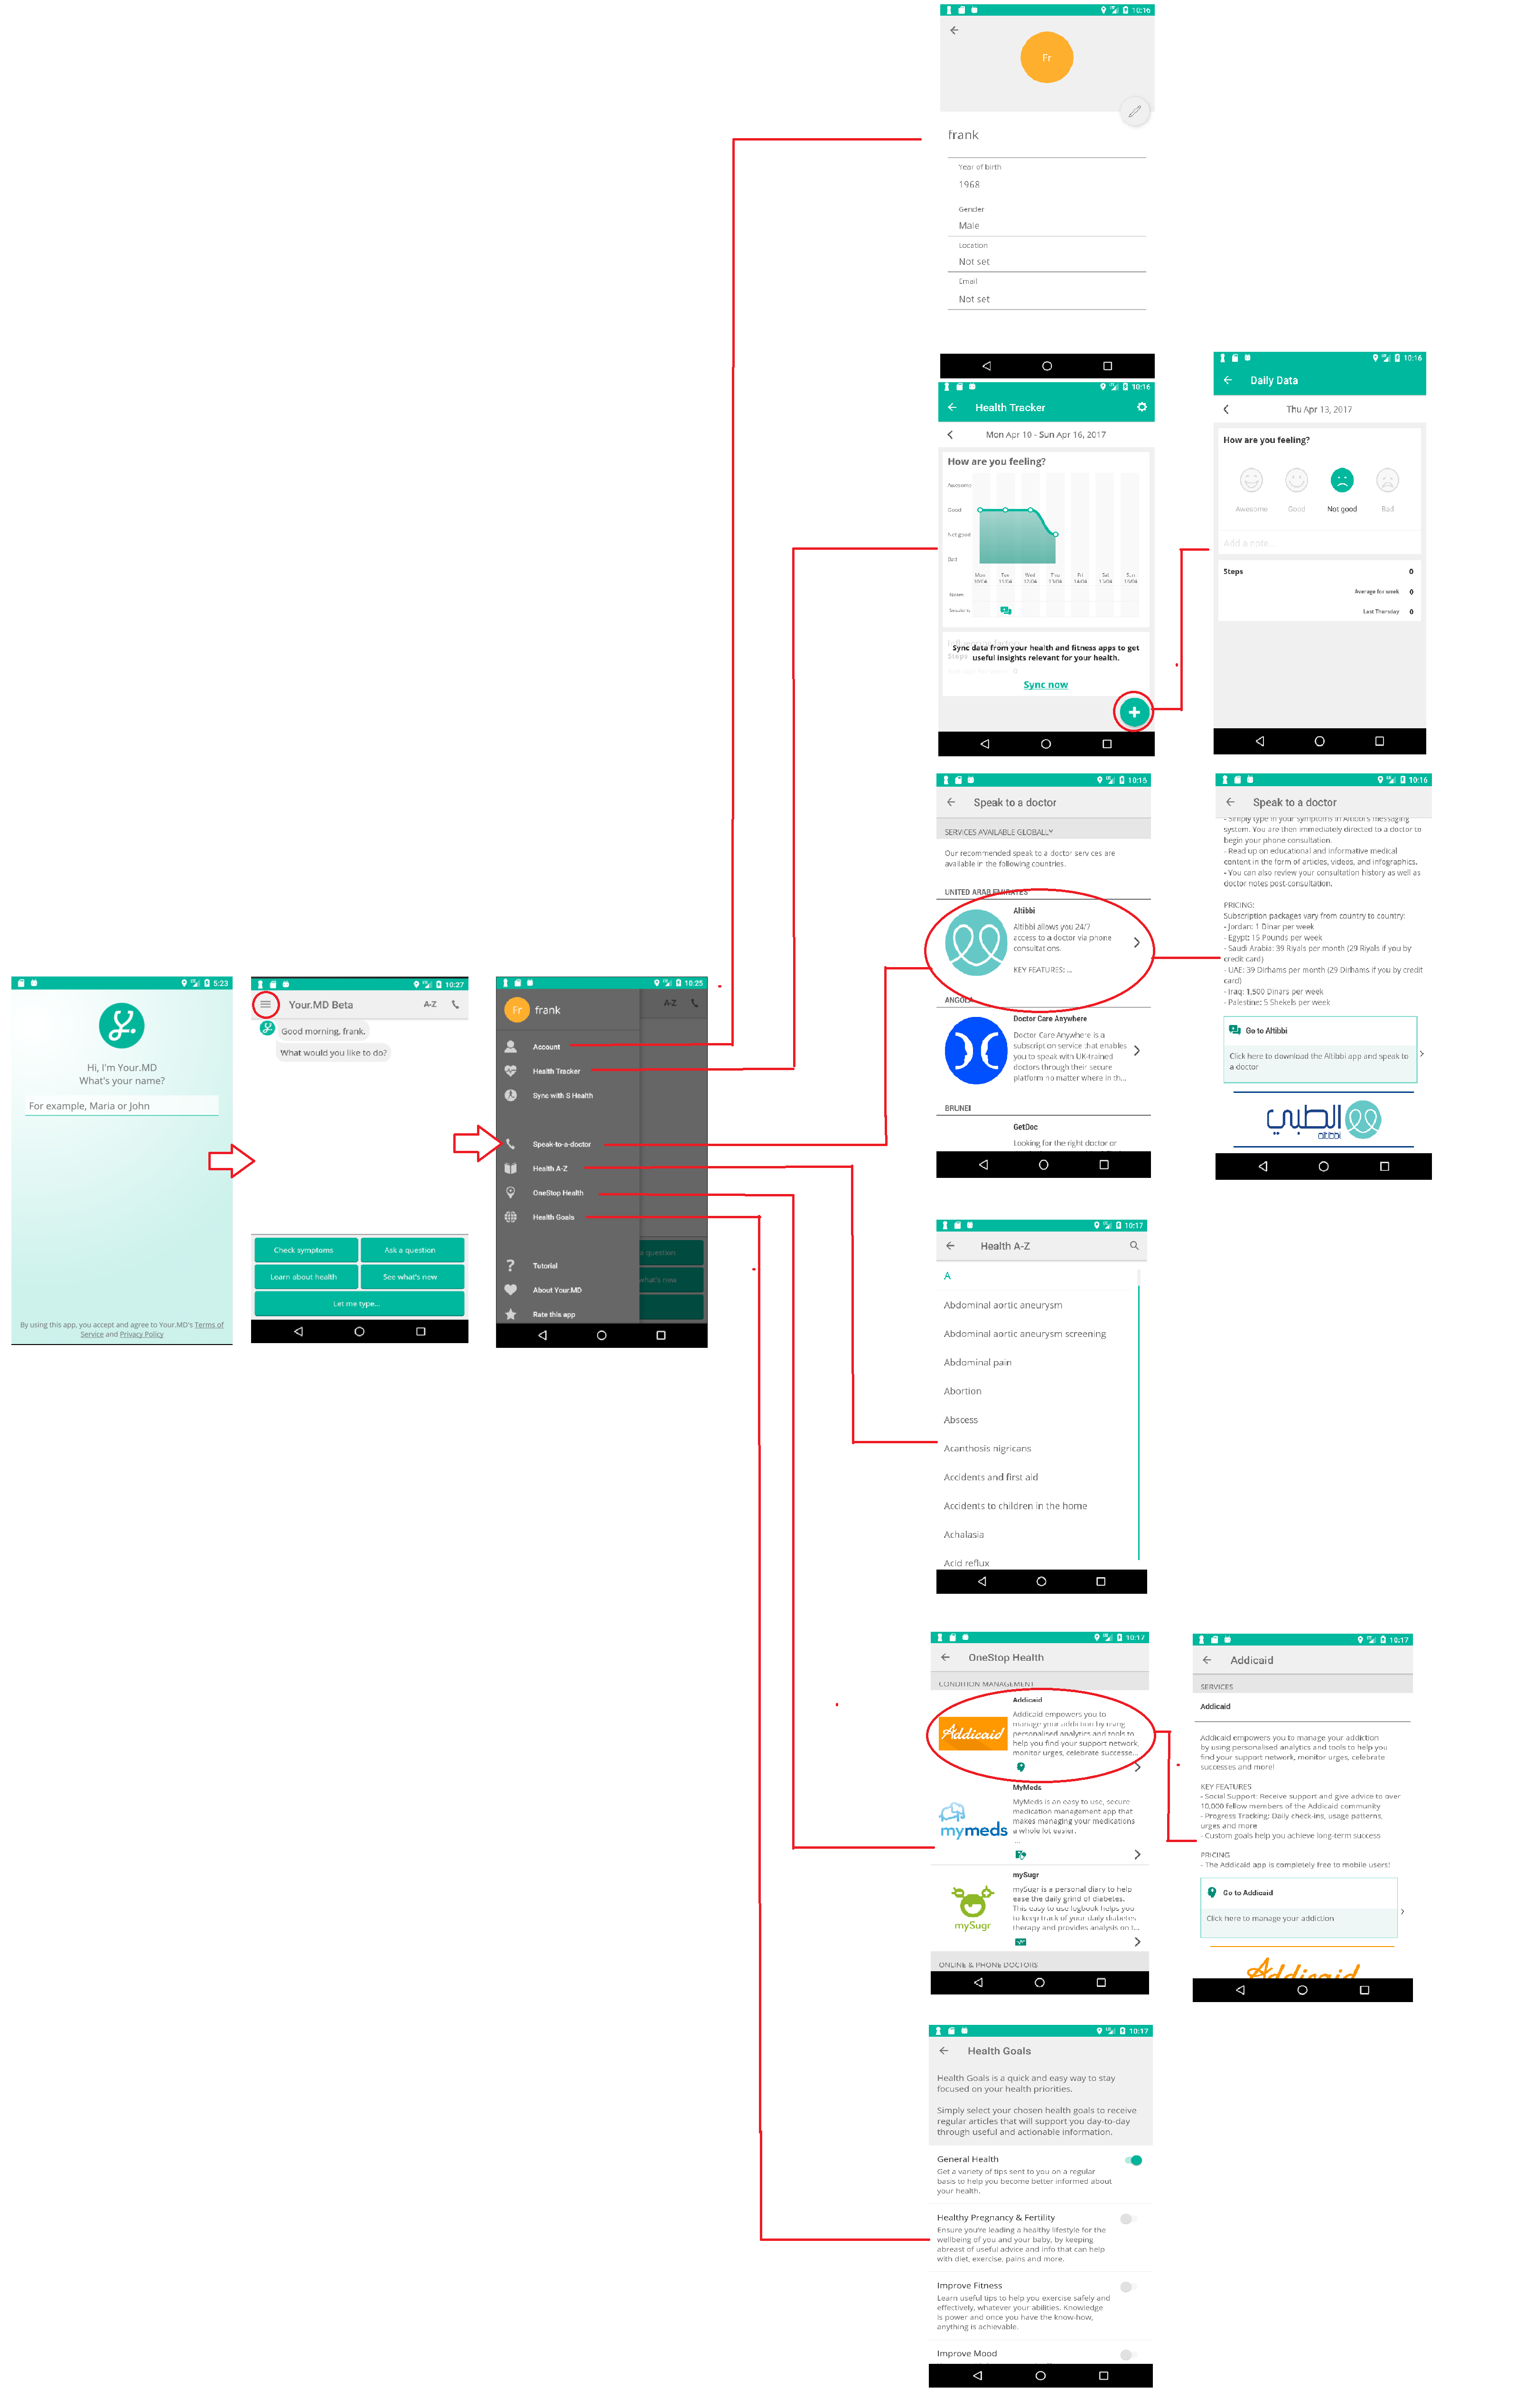 10:16
Fr
frank
Year of birth
1968
Gender
Male
Location
Not set
Email
Not set
10:16
Health Tracker
Mon Apr 10 - Sun Apr 16, 2017
How are you feeling?
Awesome
Good
Not good
Bad
Mon Tue Wed Thu Fri Sat Sun
10/04 11/04 12/04 13/04 14/04 15/04 16/04
Notes
Sessions
Influencing factors
Steps
Sync data from your health and fitness apps to get
useful insights relevant for your health.
0
Sync now
10:16
Daily Data
Thu Apr 13, 2017
How are you feeling?
Awesome Good Not good Bad
Add a note...
Steps 0
Average for week 0
Last Thursday 0
10:16
Speak to a doctor
SERVICES AVAILABLE GLOBALLY
Our recommended speak to a doctor services are
available in the following countries.
UNITED ARAB EMIRATES
Altibbi
Altibbi allows you 24/7
access to a doctor via phone
consultations.
KEY FEATURES: ...
ANGOLA
Doctor Care Anywhere
Doctor Care Anywhere is a
subscription service that enables
you to speak with UK-trained
doctors through their secure
platform no matter where in th...
BRUNEI
GetDoc
Looking for the right doctor or
10:16
Speak to a doctor
- Simply type in your symptoms in Altibbi's messaging
system. You are then immediately directed to a doctor to
begin your phone consultation.
- Read up on educational and informative medical
content in the form of articles, videos, and infographics.
- You can also review your consultation history as well as
doctor notes post-consultation.
PRICING:
Subscription packages vary from country to country:
- Jordan: 1 Dinar per week
- Egypt: 15 Pounds per week
- Saudi Arabia: 39 Riyals per month (29 Riyals if you by
credit card)
- UAE: 39 Dirhams per month (29 Dirhams if you by credit
card)
- Iraq: 1,500 Dinars per week
- Palestine: 5 Shekels per week
Go to Altibbi
Click here to download the Altibbi app and speak to
a doctor
الطبي
altibbi
5:23
Hi, I'm Your.MD
What's your name?
For example, Maria or John
By using this app, you accept and agree to Your.MD's Terms of
Service and Privacy Policy
10:27
Your.MD Beta A-Z
Good morning, frank.
What would you like to do?
Check symptoms Ask a question
Learn about health See what's new
Let me type...
10:25
Fr frank A-Z
Account
Health Tracker
Sync with S Health
Speak-to-a-doctor
Health A-Z
OneStop Health
Health Goals
a question
Tutorial
what's new
About Your.MD
Rate this app
10:17
Health A-Z
A
Abdominal aortic aneurysm
Abdominal aortic aneurysm screening
Abdominal pain
Abortion
Abscess
Acanthosis nigricans
Accidents and first aid
Accidents to children in the home
Achalasia
Acid reflux
10:17
OneStop Health
CONDITION MANAGEMENT
Addicaid
Addicaid
Addicaid empowers you to
manage your addiction by using
personalised analytics and tools to
help you find your support network,
monitor urges, celebrate successe...
MyMeds
mymeds
MyMeds is an easy to use, secure
medication management app that
makes managing your medications
a whole lot easier.
...
mySugr
mySugr
mySugr is a personal diary to help
ease the daily grind of diabetes.
This easy to use logbook helps you
to keep track of your daily diabetes
therapy and provides analysis on t...
ONLINE & PHONE DOCTORS
10:17
Addicaid
SERVICES
Addicaid
Addicaid empowers you to manage your addiction
by using personalised analytics and tools to help you
find your support network, monitor urges, celebrate
successes and more!
KEY FEATURES
- Social Support: Receive support and give advice to over
10,000 fellow members of the Addicaid community
- Progress Tracking: Daily check-ins, usage patterns,
urges and more
- Custom goals help you achieve long-term success
PRICING
- The Addicaid app is completely free to mobile users!
Go to Addicaid
Click here to manage your addiction
Addicaid
10:17
Health Goals
Health Goals is a quick and easy way to stay
focused on your health priorities.
Simply select your chosen health goals to receive
regular articles that will support you day-to-day
through useful and actionable information.
General Health
Get a variety of tips sent to you on a regular
basis to help you become better informed about
your health.
Healthy Pregnancy & Fertility
Ensure you're leading a healthy lifestyle for the
wellbeing of you and your baby, by keeping
abreast of useful advice and info that can help
with diet, exercise, pains and more.
Improve Fitness
Learn useful tips to help you exercise safely and
effectively, whatever your abilities. Knowledge
is power and once you have the know-how,
anything is achievable.
Improve Mood